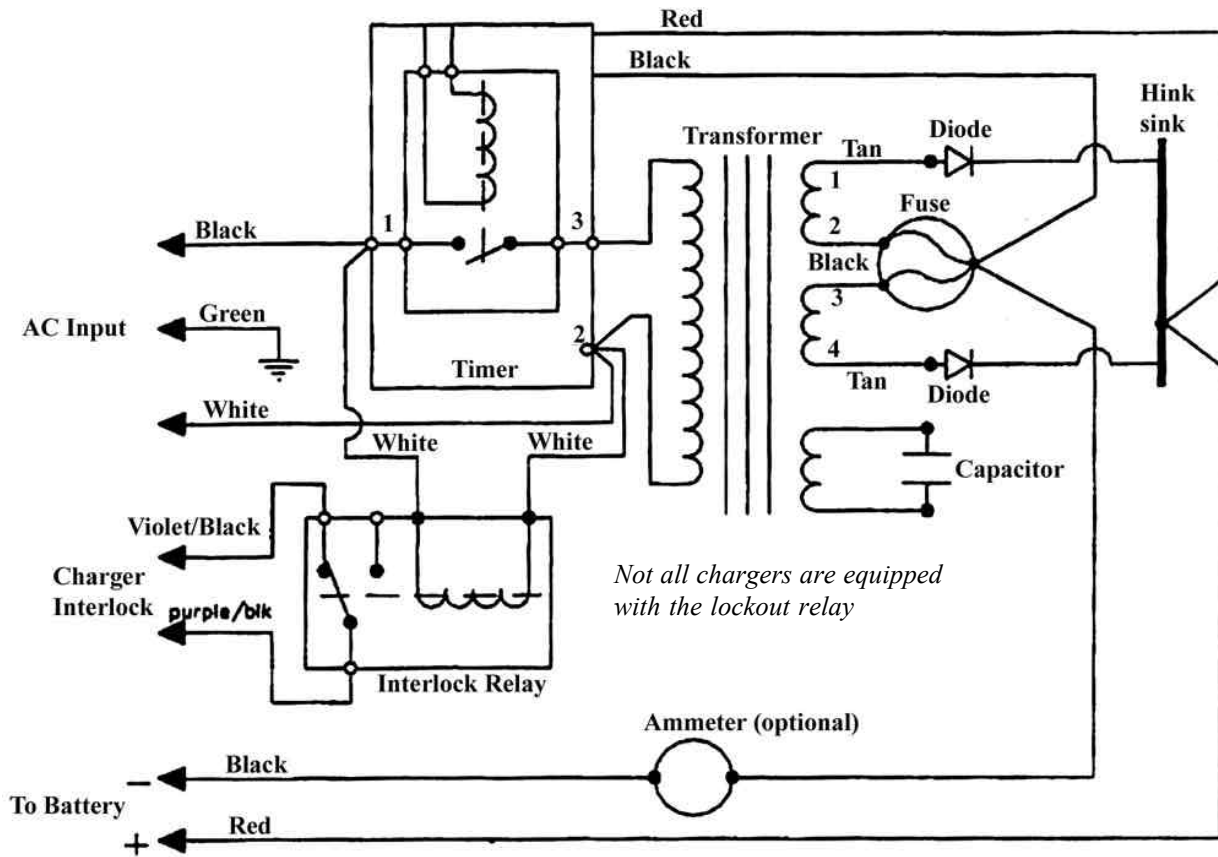 Red
Black
Hink
sink
Transformer
Diode
Tan
1
Fuse
2
Black
3
4
Tan
Diode
1
3
Black
AC Input
Green
2
Timer
White
White
White
Capacitor
Violet/Black
Charger
Interlock
purple/blk
Not all chargers are equipped
with the lockout relay
Interlock Relay
Ammeter (optional)
Black
−
To Battery
+
Red